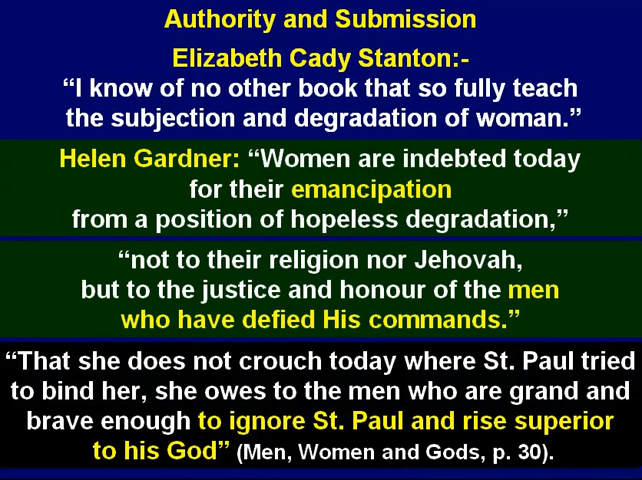 Authority and Submission
Elizabeth Cady Stanton:-
“I know of no other book that so fully teach
the subjection and degradation of woman.”
Helen Gardner: “Women are indebted today
for their emancipation
from a position of hopeless degradation,”
“not to their religion nor Jehovah,
but to the justice and honour of the men
who have defied His commands.”
“That she does not crouch today where St. Paul tried
to bind her, she owes to the men who are grand and
brave enough to ignore St. Paul and rise superior
to his God” (Men, Women and Gods, p. 30).